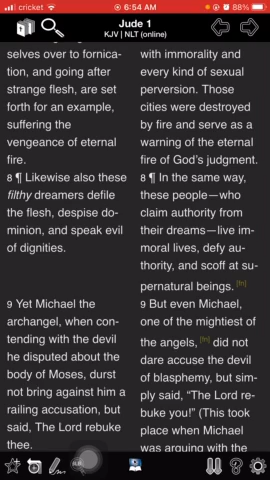 cricket
6:54 AM
88%
Jude 1
KJV | NLT (online)
selves over to fornica-
tion, and going after
strange flesh, are set
forth for an example,
suffering the
vengeance of eternal
fire.
8 ¶ Likewise also these
filthy dreamers defile
the flesh, despise do-
minion, and speak evil
of dignities.
9 Yet Michael the
archangel, when con-
tending with the devil
he disputed about the
body of Moses, durst
not bring against him a
railing accusation, but
said, The Lord rebuke
thee.
with immorality and
every kind of sexual
perversion. Those
cities were destroyed
by fire and serve as a
warning of the eternal
fire of God’s judgment.
8 ¶ In the same way,
these people—who
claim authority from
their dreams—live im-
moral lives, defy au-
thority, and scoff at su-
pernatural beings. [fn]
9 But even Michael,
one of the mightiest of
the angels, [fn] did not
dare accuse the devil
of blasphemy, but sim-
ply said, “The Lord re-
buke you!” (This took
place when Michael
was arguing with the